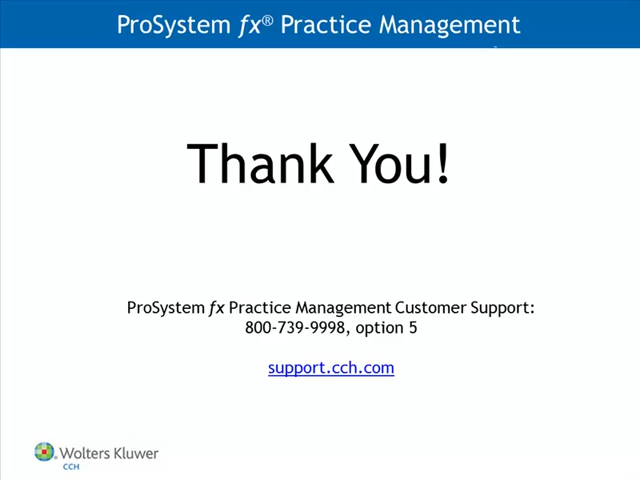 ProSystem fx® Practice Management
Thank You!
ProSystem fx Practice Management Customer Support:
800-739-9998, option 5
support.cch.com
Wolters Kluwer
CCH